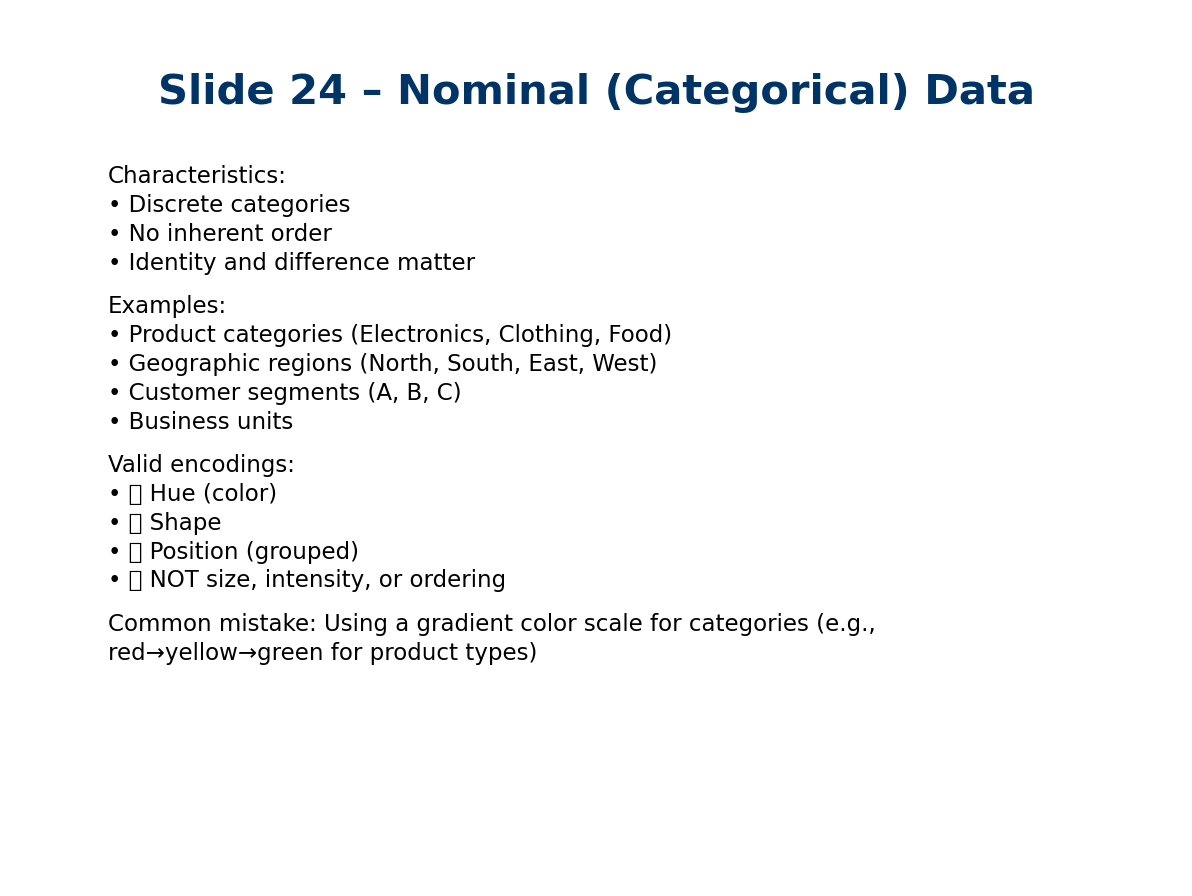 Slide 24 – Nominal (Categorical) Data
Characteristics:
• Discrete categories
• No inherent order
• Identity and difference matter
Examples:
• Product categories (Electronics, Clothing, Food)
• Geographic regions (North, South, East, West)
• Customer segments (A, B, C)
• Business units
Valid encodings:
• Hue (color)
• Shape
• Position (grouped)
• NOT size, intensity, or ordering
Common mistake: Using a gradient color scale for categories (e.g.,
red→yellow→green for product types)